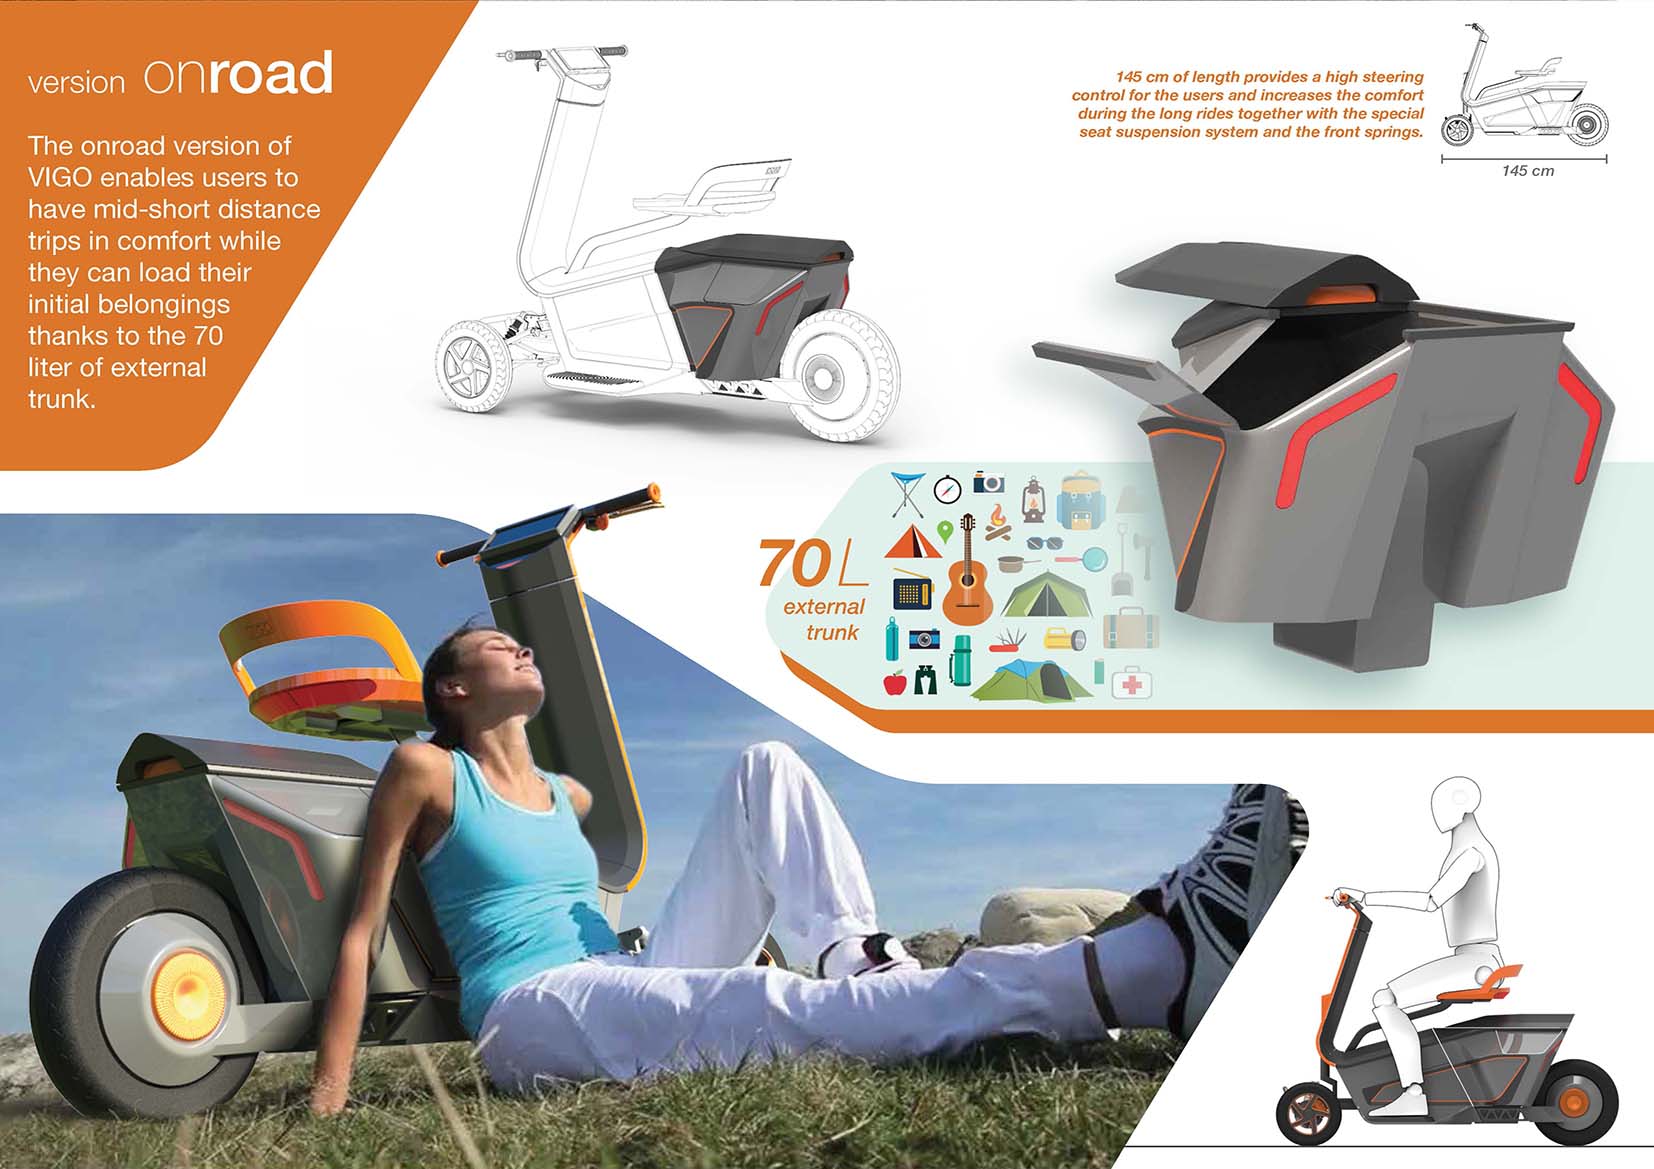 version onroad
The onroad version of
VIGO enables users to
have mid-short distance
trips in comfort while
they can load their
initial belongings
thanks to the 70
liter of external
trunk.
145 cm of length provides a high steering
control for the users and increases the comfort
during the long rides together with the special
seat suspension system and the front springs.
145 cm
70 L
external
trunk